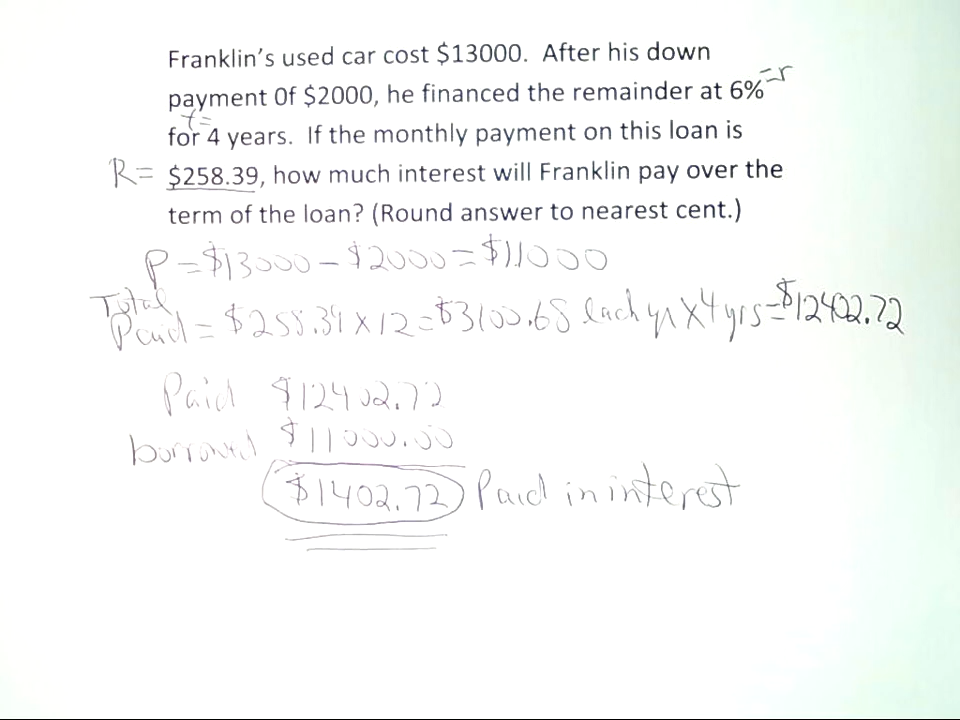 Franklin's used car cost $13000. After his down
payment Of $2000, he financed the remainder at 6% = r
t=
for 4 years. If the monthly payment on this loan is
R= $258.39, how much interest will Franklin pay over the
term of the loan? (Round answer to nearest cent.)
P = $13000 - $2000 = $11000
Total
Paid = $258.39 X 12 = $3100.68 each yr X 4 yrs = $12402.72
Paid $12402.72
borrowed $11000.00
$1402.72 Paid in interest